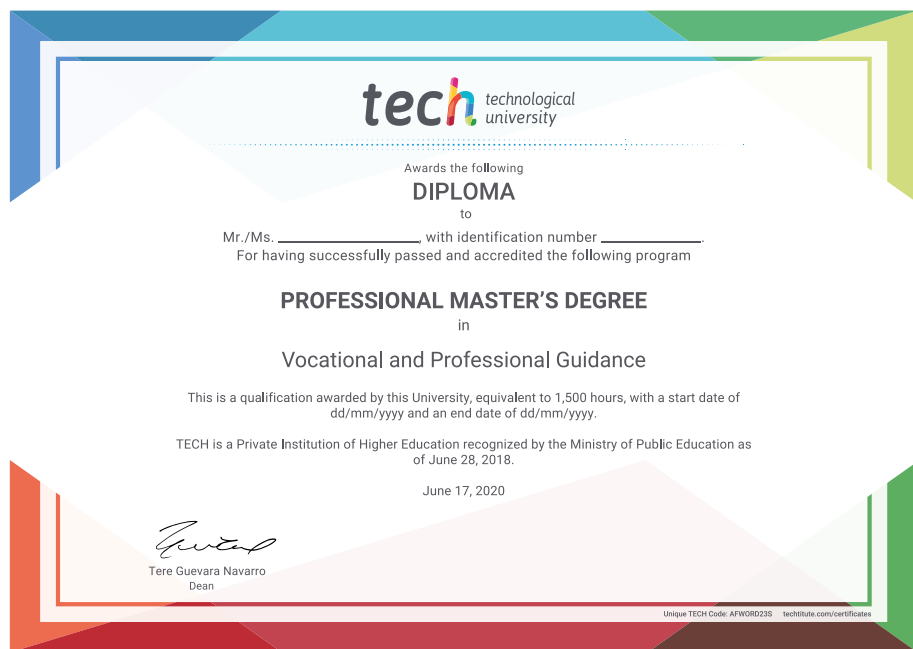 tech technological
university
Awards the following
DIPLOMA
to
Mr./Ms. ____________________, with identification number ______________.
For having successfully passed and accredited the following program
PROFESSIONAL MASTER'S DEGREE
in
Vocational and Professional Guidance
This is a qualification awarded by this University, equivalent to 1,500 hours, with a start date of
dd/mm/yyyy and an end date of dd/mm/yyyy.
TECH is a Private Institution of Higher Education recognized by the Ministry of Public Education as
of June 28, 2018.
June 17, 2020
Tere Guevara Navarro
Dean
Unique TECH Code: AFWORD23S techtitute.com/certificates